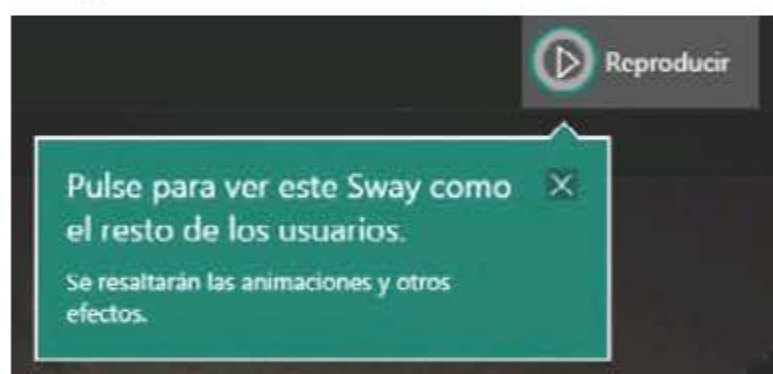 Reproducir
Pulse para ver este Sway como
el resto de los usuarios.
Se resaltarán las animaciones y otros
efectos.